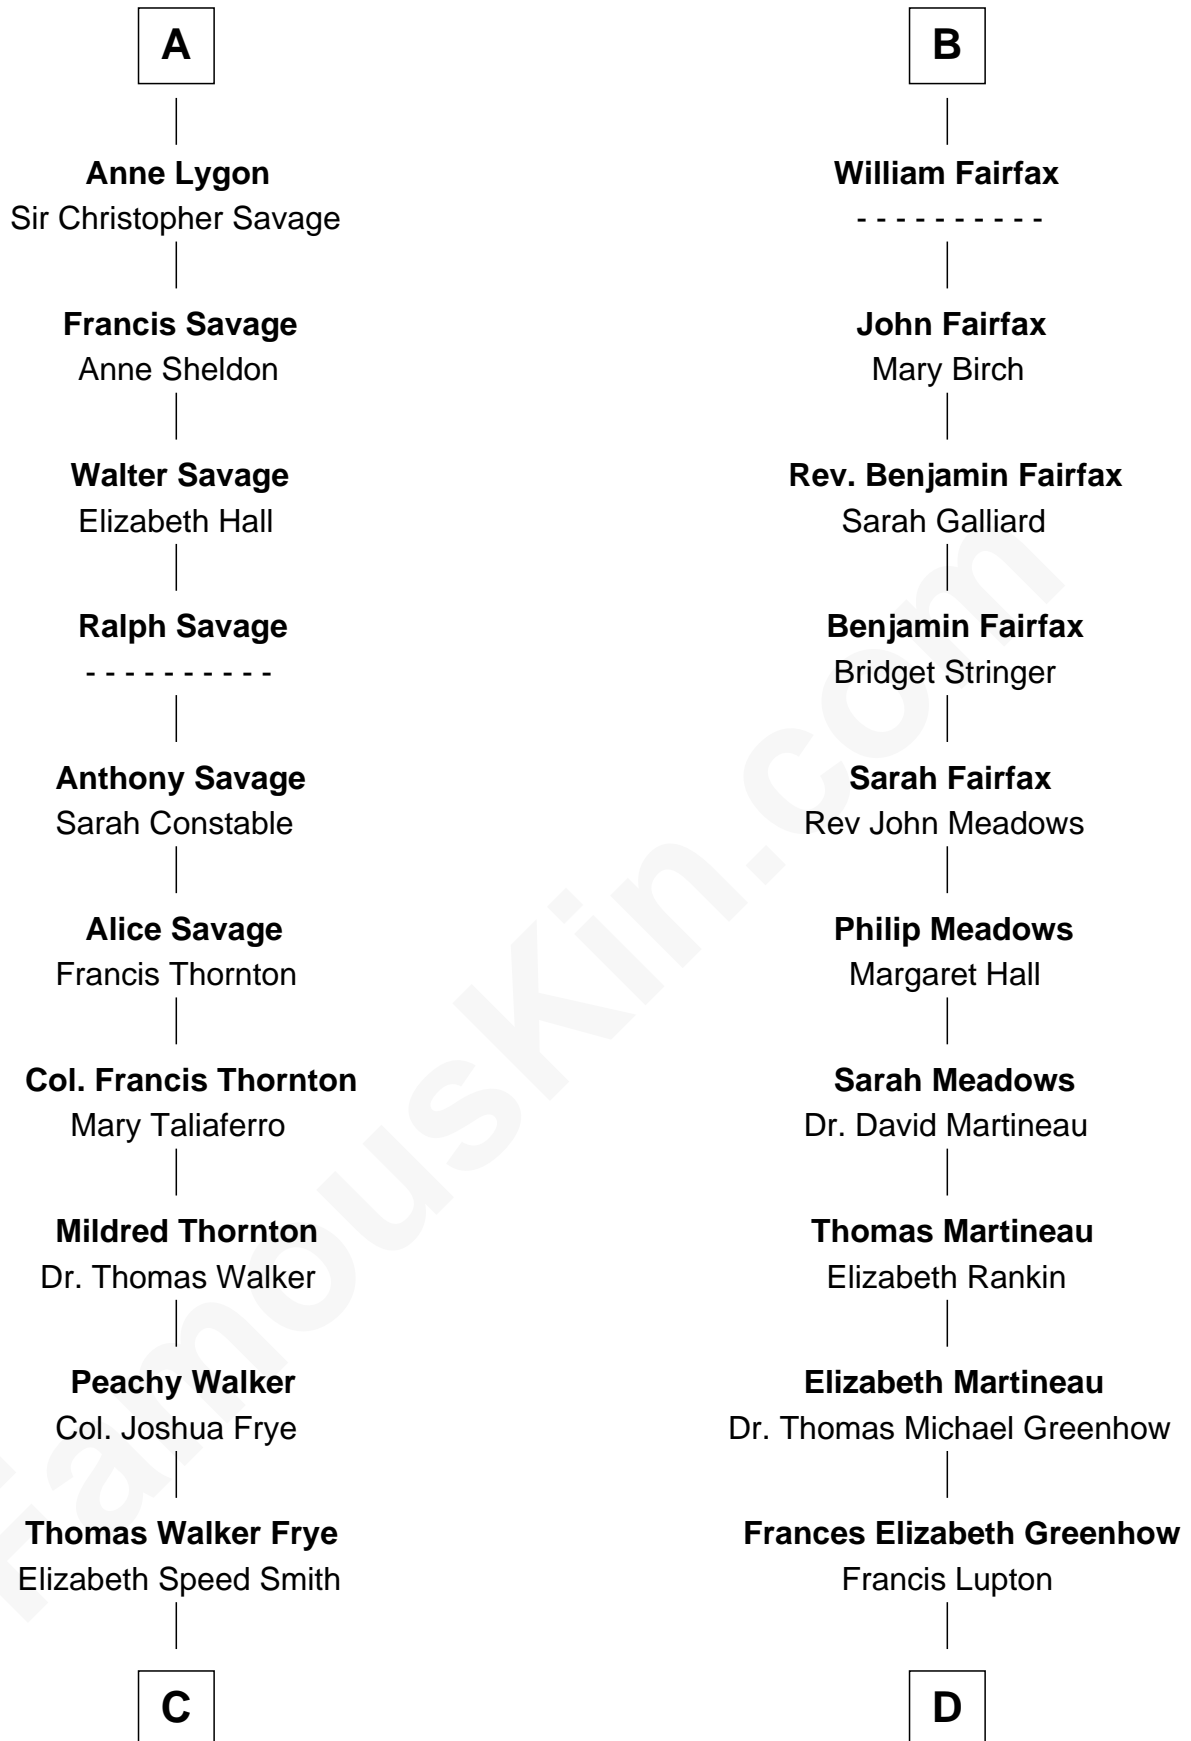 A
Anne Lygon
Sir Christopher Savage
Francis Savage
Anne Sheldon
Walter Savage
Elizabeth Hall
Ralph Savage
- - - - - - - - - -
Anthony Savage
Sarah Constable
Alice Savage
Francis Thornton
Col. Francis Thornton
Mary Taliaferro
Mildred Thornton
Dr. Thomas Walker
Peachy Walker
Col. Joshua Frye
Thomas Walker Frye
Elizabeth Speed Smith
C
B
William Fairfax
- - - - - - - - - -
John Fairfax
Mary Birch
Rev. Benjamin Fairfax
Sarah Galliard
Benjamin Fairfax
Bridget Stringer
Sarah Fairfax
Rev John Meadows
Philip Meadows
Margaret Hall
Sarah Meadows
Dr. David Martineau
Thomas Martineau
Elizabeth Rankin
Elizabeth Martineau
Dr. Thomas Michael Greenhow
Frances Elizabeth Greenhow
Francis Lupton
D
FamousKin.com